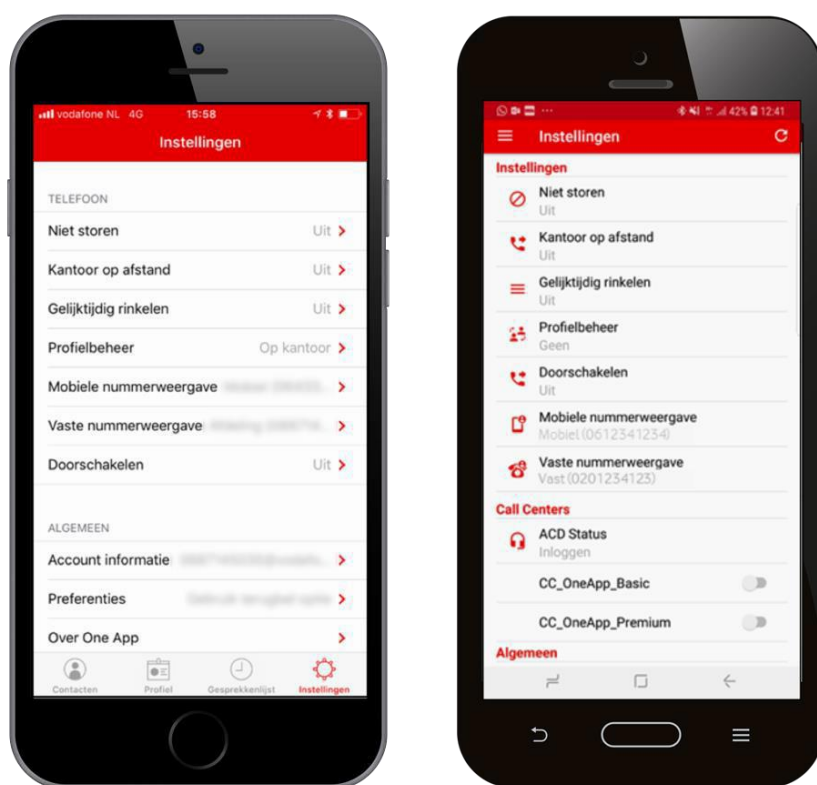 vodafone NL 4G 15:58
Instellingen
TELEFOON
Niet storen Uit
Kantoor op afstand Uit
Gelijktijdig rinkelen Uit
Profielbeheer Op kantoor
Mobiele nummerweergave
Vaste nummerweergave
Doorschakelen Uit
ALGEMEEN
Account informatie
Preferenties
Over One App
Contacten Profiel Gesprekkenlijst Instellingen
42% 12:41
Instellingen
Instellingen
Niet storen
Uit
Kantoor op afstand
Uit
Gelijktijdig rinkelen
Uit
Profielbeheer
Geen
Doorschakelen
Uit
Mobiele nummerweergave
Mobiel (0612341234)
Vaste nummerweergave
Vast (0201234123)
Call Centers
ACD Status
Inloggen
CC_OneApp_Basic
CC_OneApp_Premium
Algemeen